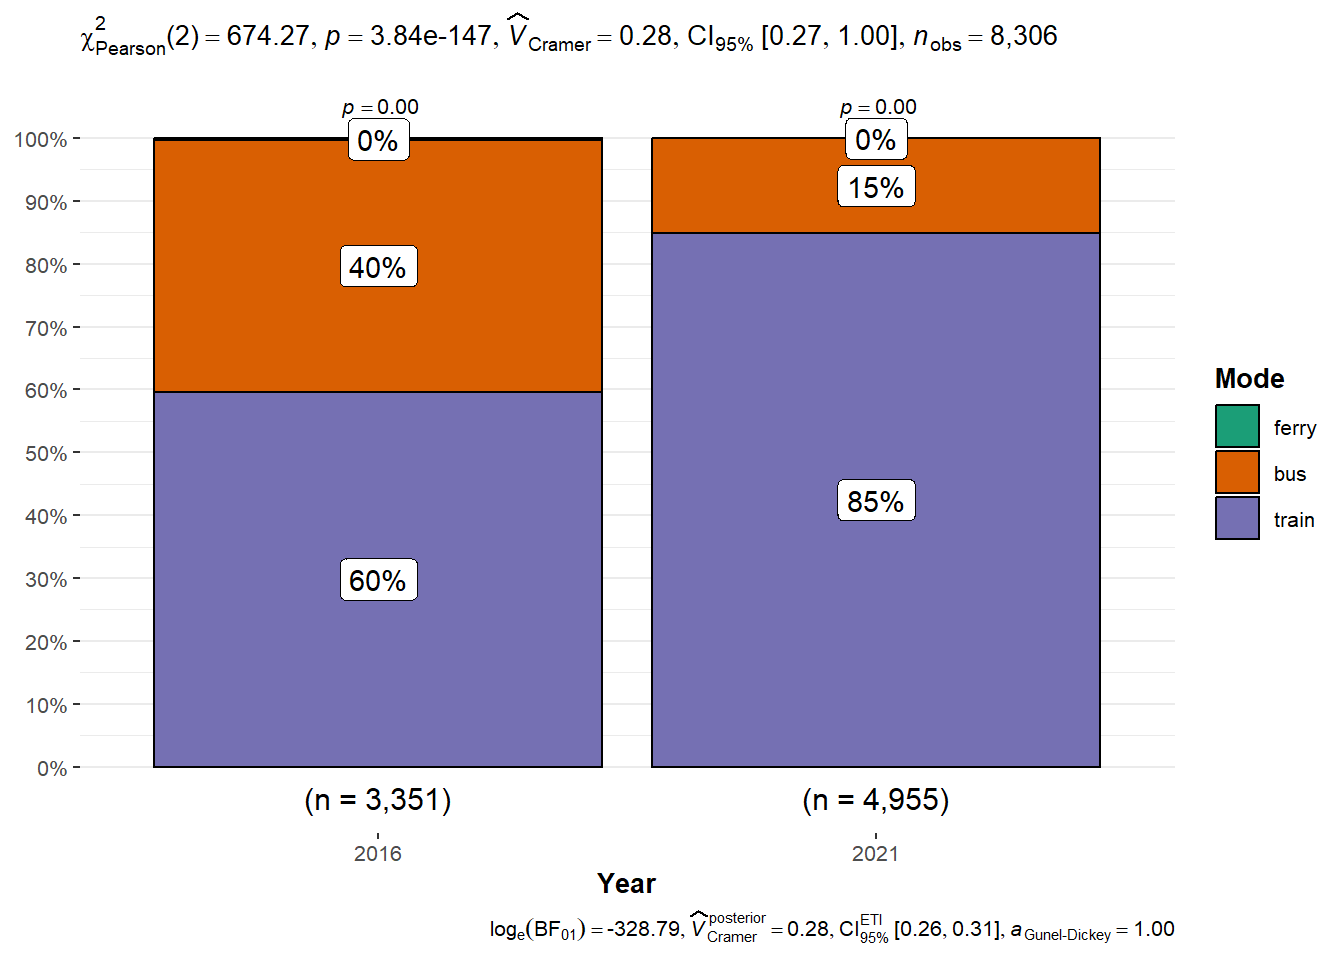 χ²Pearson(2) = 674.27, p = 3.84e-147, V̂Cramer = 0.28, CI95% [0.27, 1.00], nobs = 8,306
p = 0.00 p = 0.00
100%
90%
80%
70%
60%
50%
40%
30%
20%
10%
0%
0%
40%
60%
0%
15%
85%
(n = 3,351) (n = 4,955)
2016 2021
Year
Mode
ferry
bus
train
loge(BF01) = -328.79, V̂posteriorCramer = 0.28, CIETI95% [0.26, 0.31], aGunel-Dickey = 1.00